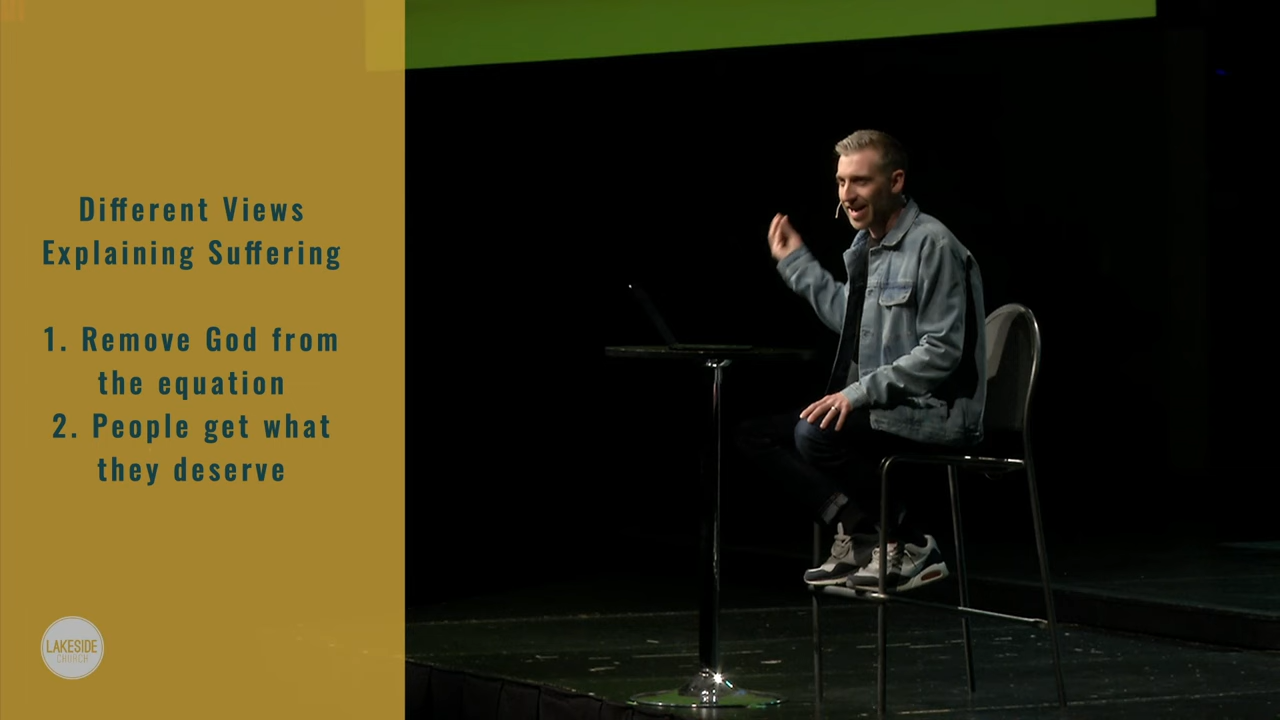 Different Views
Explaining Suffering
1. Remove God from
the equation
2. People get what
they deserve
LAKESIDE
CHURCH